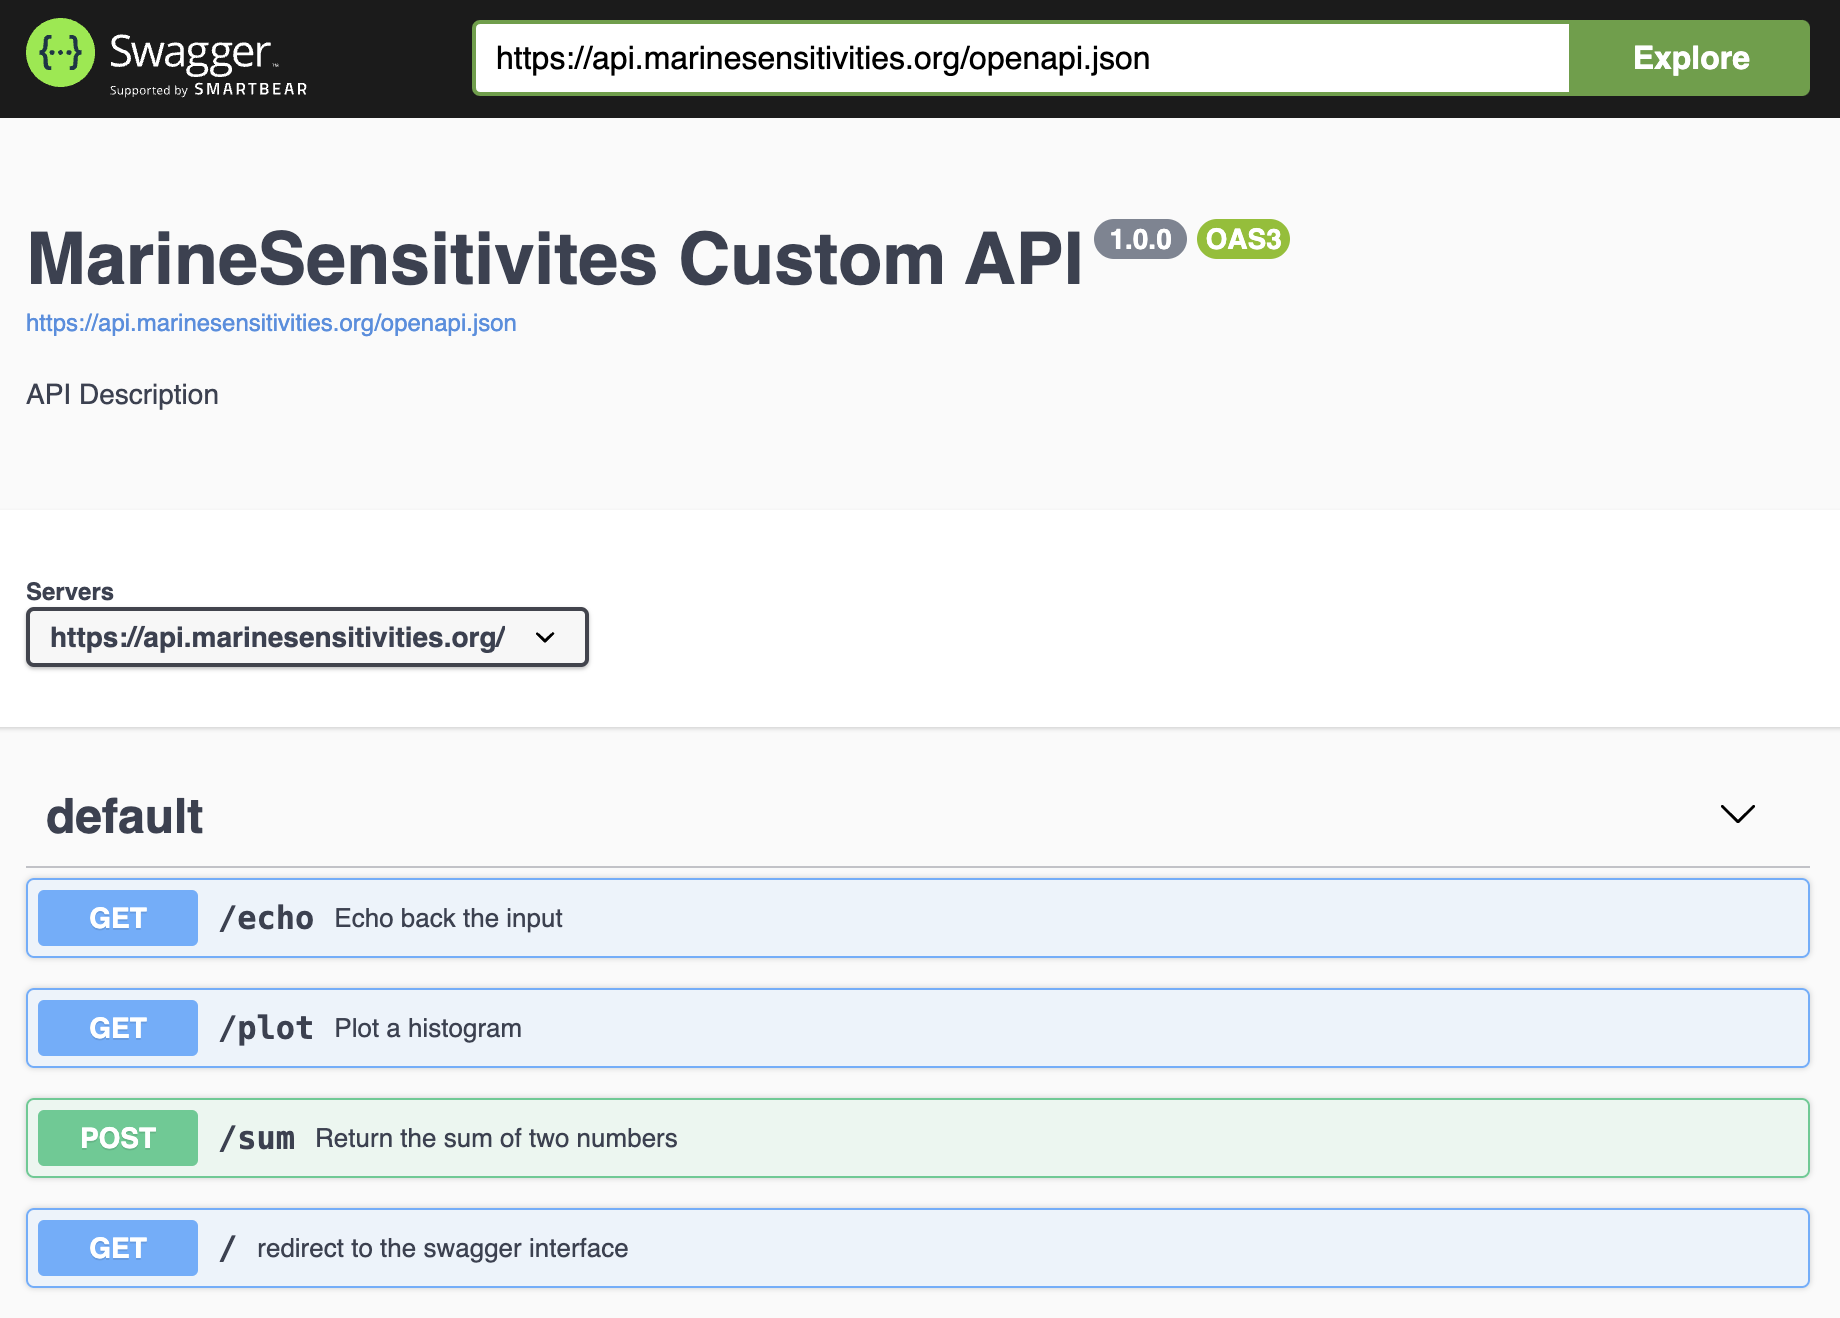 {···} Swagger™
Supported by SMARTBEAR
https://api.marinesensitivities.org/openapi.json
Explore
MarineSensitivites Custom API 1.0.0 OAS3
https://api.marinesensitivities.org/openapi.json
API Description
Servers
https://api.marinesensitivities.org/
default
GET /echo Echo back the input
GET /plot Plot a histogram
POST /sum Return the sum of two numbers
GET / redirect to the swagger interface